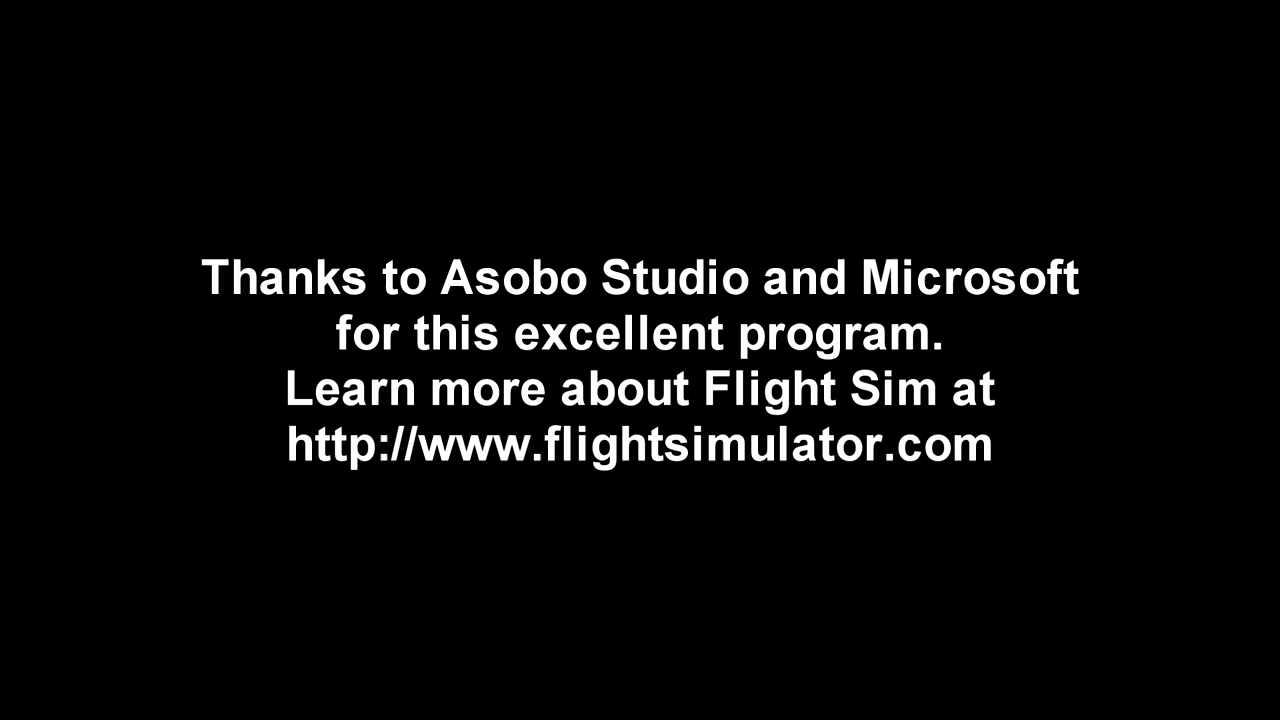 Thanks to Asobo Studio and Microsoft
for this excellent program.
Learn more about Flight Sim at
http://www.flightsimulator.com